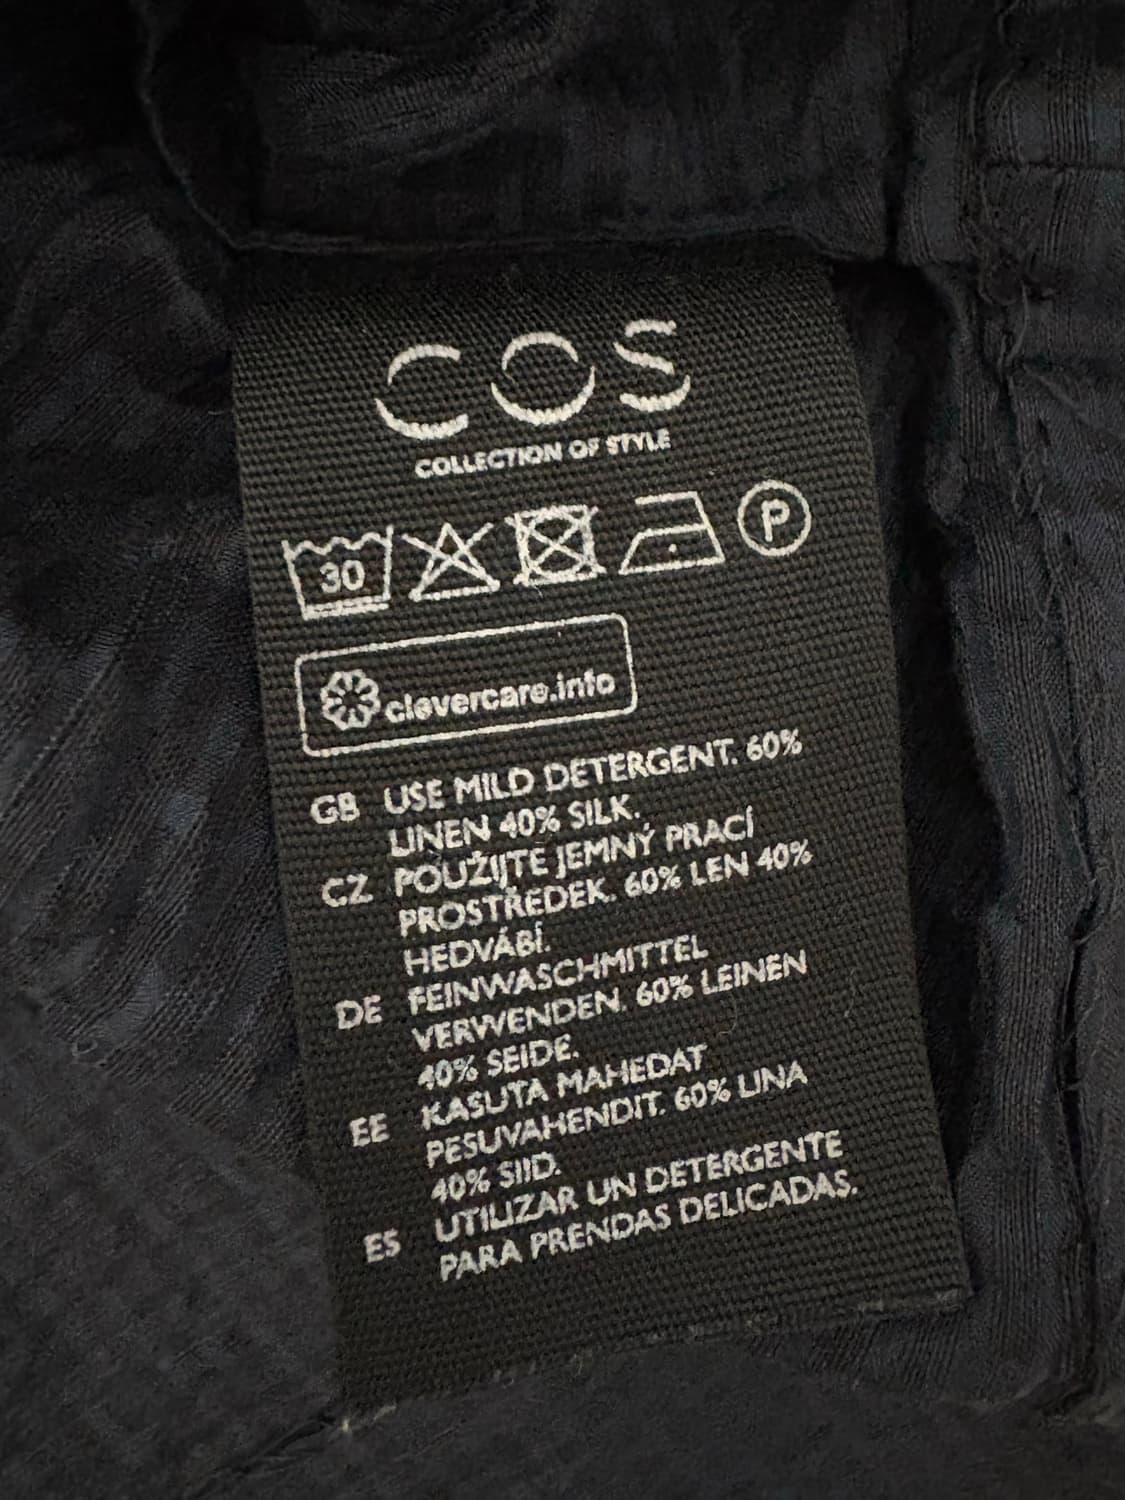 COS
COLLECTION OF STYLE
30 P
clevercare.info
GB USE MILD DETERGENT. 60%
LINEN 40% SILK.
CZ POUŽIJTE JEMNÝ PRACÍ
PROSTŘEDEK. 60% LEN 40%
HEDVÁBÍ.
DE FEINWASCHMITTEL
VERWENDEN. 60% LEINEN
40% SEIDE.
EE KASUTA MAHEDAT
PESUVAHENDIT. 60% LINA
40% SIID.
ES UTILIZAR UN DETERGENTE
PARA PRENDAS DELICADAS.